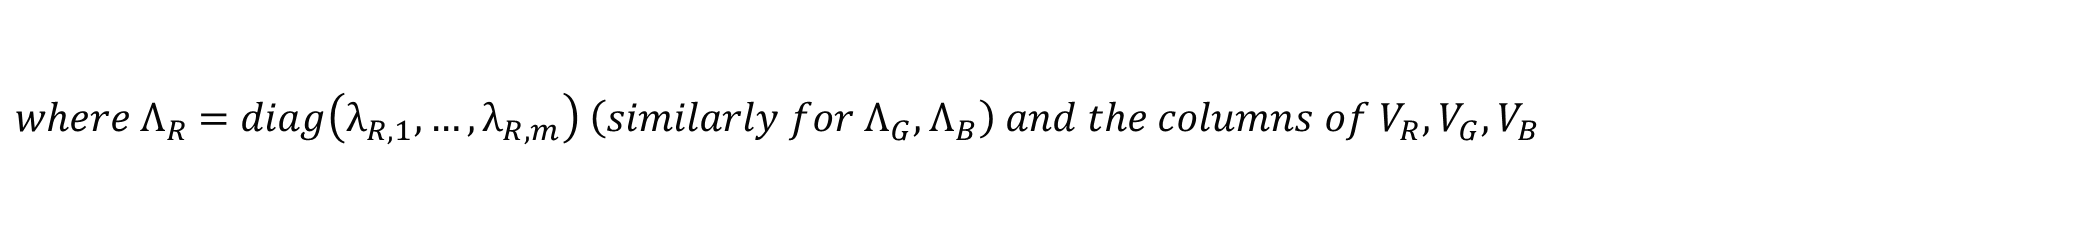 where Λ_R = diag(λ_{R,1}, ..., λ_{R,m}) (similarly for Λ_G, Λ_B) and the columns of V_R, V_G, V_B